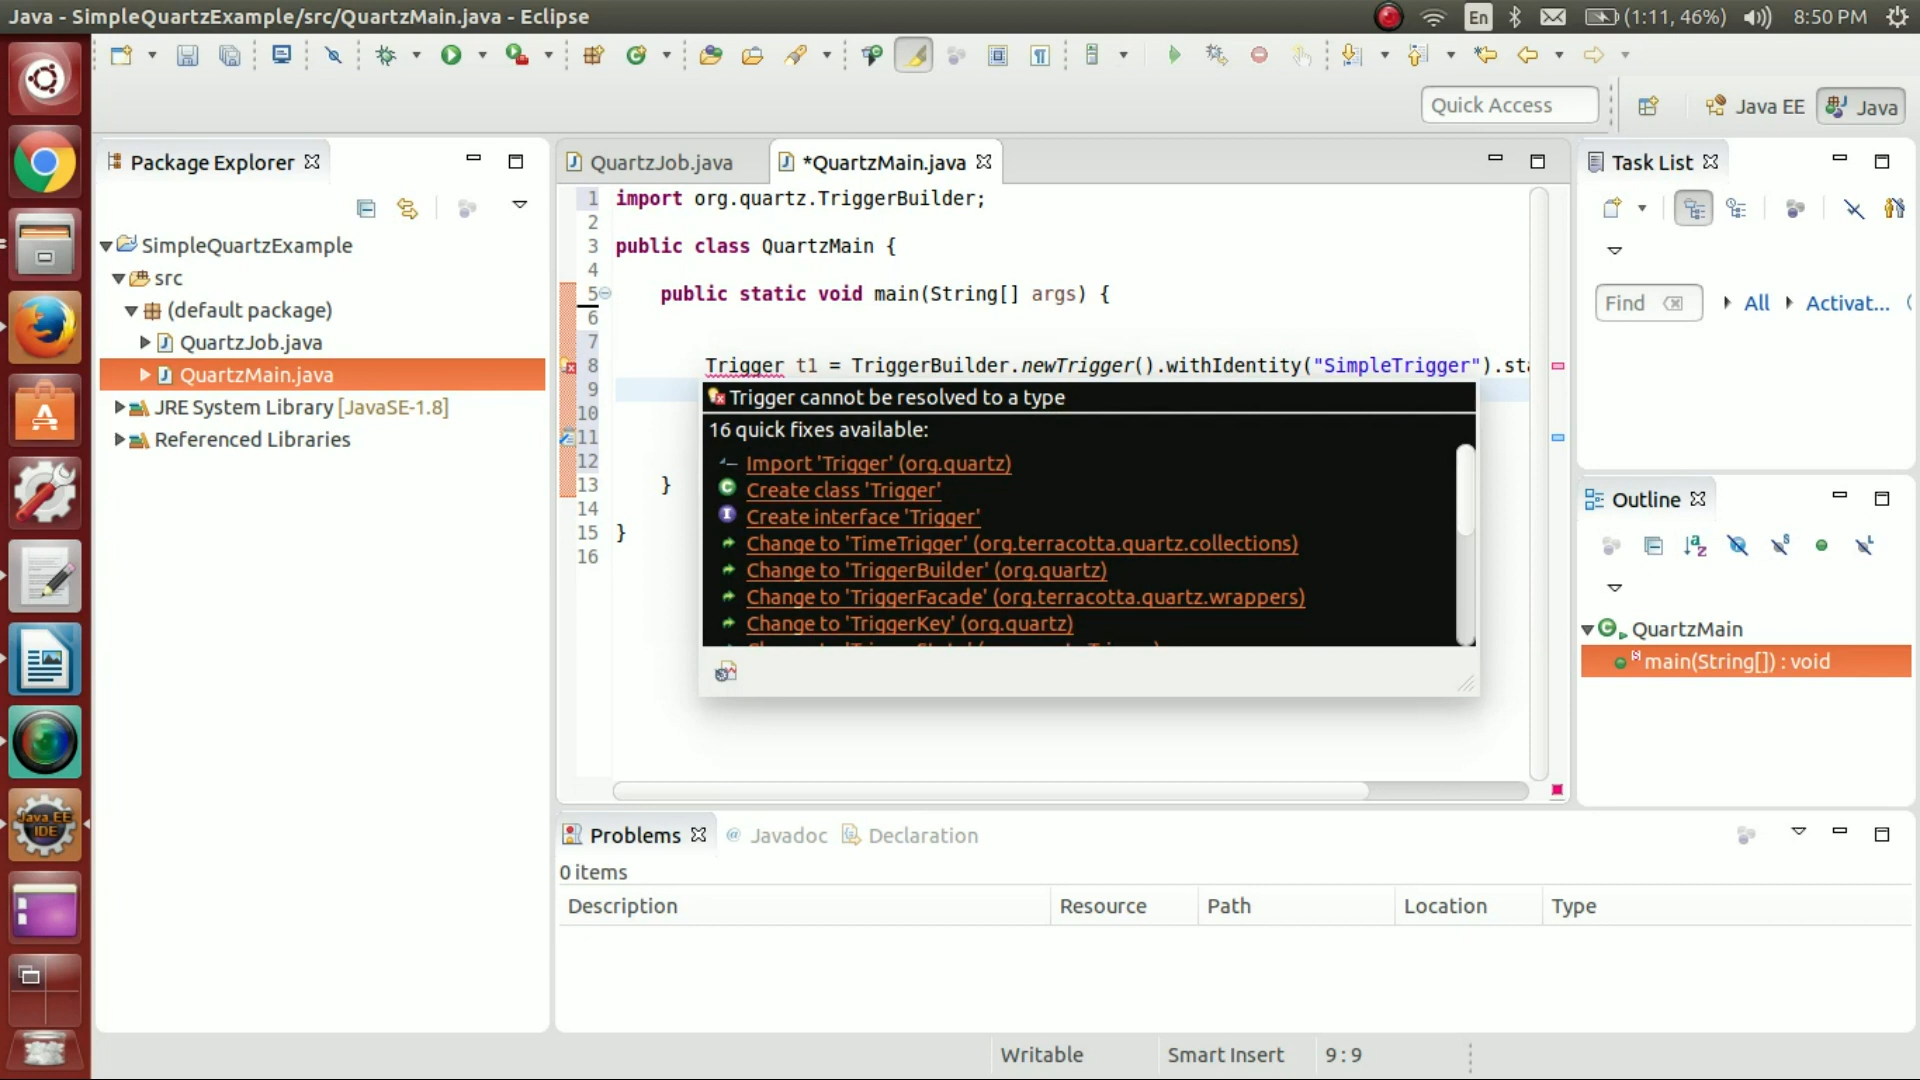 Java - SimpleQuartzExample/src/QuartzMain.java - Eclipse
En
(1:11, 46%)
8:50 PM
Quick Access
Java EE
Java
Package Explorer
SimpleQuartzExample
src
(default package)
QuartzJob.java
QuartzMain.java
JRE System Library [JavaSE-1.8]
Referenced Libraries
Java EE
IDE
QuartzJob.java
*QuartzMain.java
1 import org.quartz.TriggerBuilder;
2
3 public class QuartzMain {
4
5 public static void main(String[] args) {
6
7
8 Trigger t1 = TriggerBuilder.newTrigger().withIdentity("SimpleTrigger").sta
9
10
11
12
13 }
14
15 }
16
Trigger cannot be resolved to a type
16 quick fixes available:
Import 'Trigger' (org.quartz)
Create class 'Trigger'
Create interface 'Trigger'
Change to 'TimeTrigger' (org.terracotta.quartz.collections)
Change to 'TriggerBuilder' (org.quartz)
Change to 'TriggerFacade' (org.terracotta.quartz.wrappers)
Change to 'TriggerKey' (org.quartz)
Task List
Find
All
Activat...
Outline
QuartzMain
main(String[]) : void
Problems
@ Javadoc
Declaration
0 items
Description
Resource
Path
Location
Type
Writable
Smart Insert
9 : 9